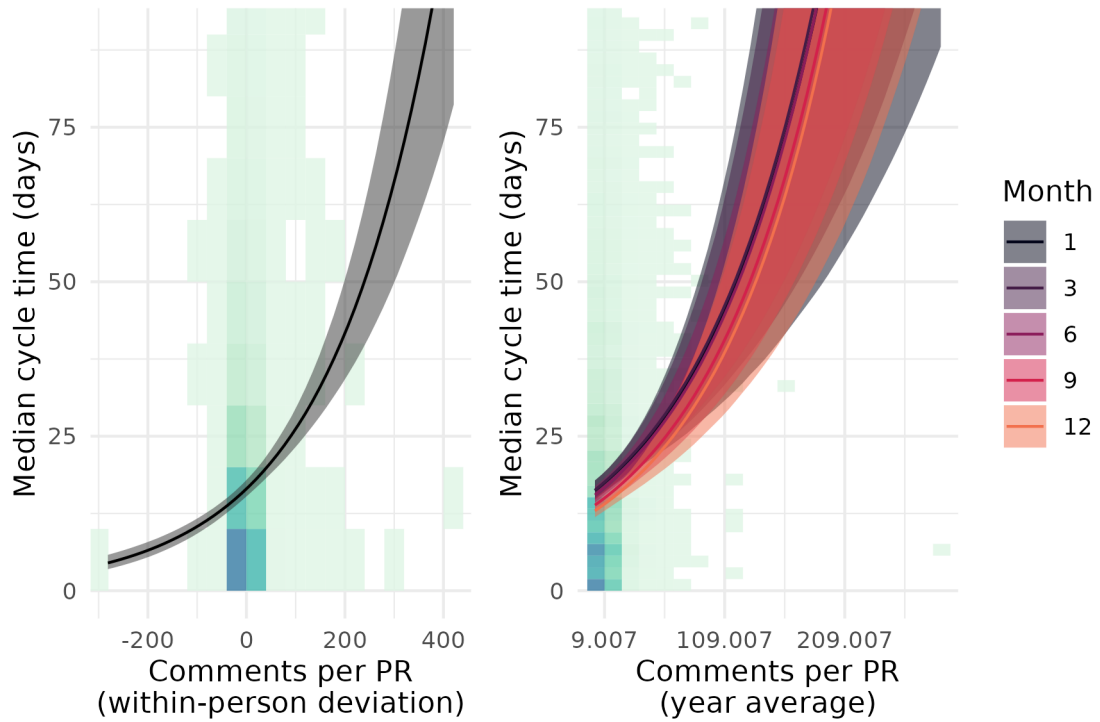 Median cycle time (days)
75
50
25
0
-200
0
200
400
Comments per PR
(within-person deviation)
Median cycle time (days)
75
50
25
0
9.007
109.007
209.007
Comments per PR
(year average)
Month
1
3
6
9
12